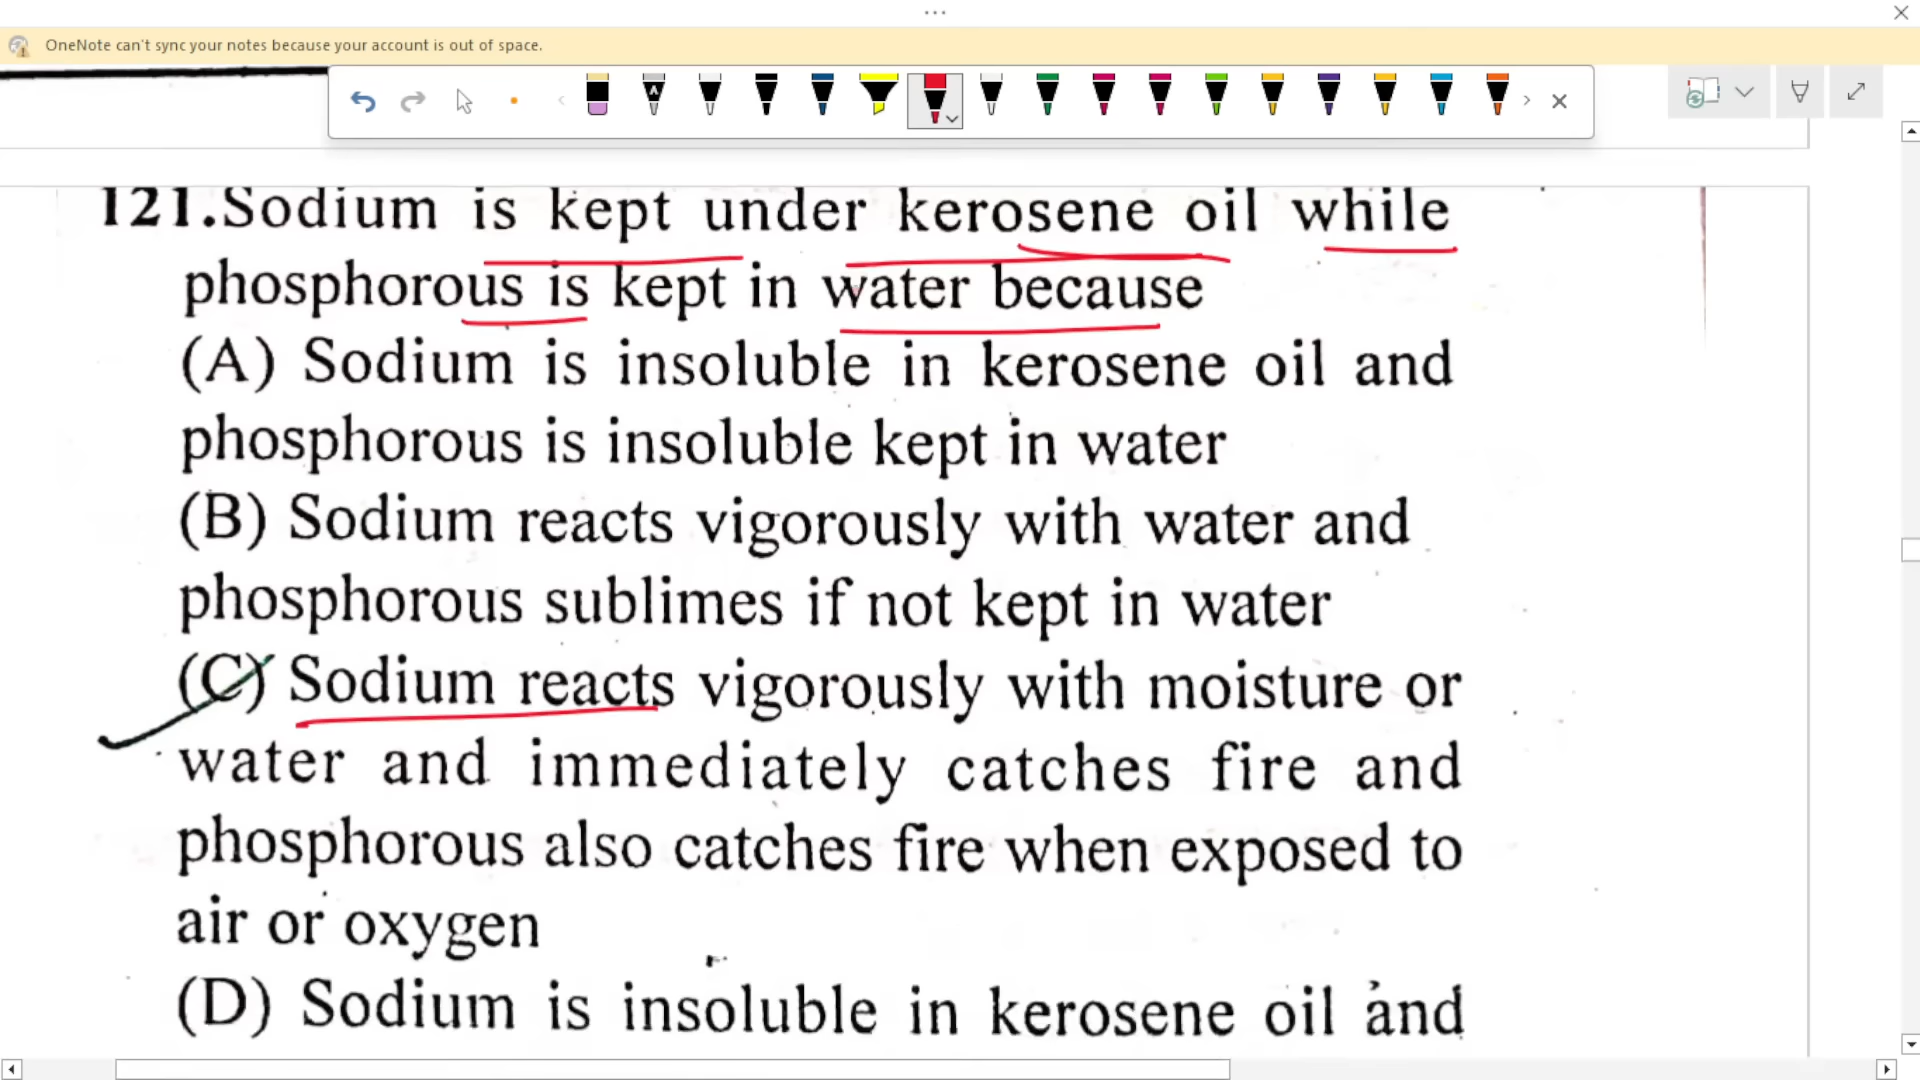 OneNote can't sync your notes because your account is out of space.
121.Sodium is kept under kerosene oil while
phosphorous is kept in water because
(A) Sodium is insoluble in kerosene oil and
phosphorous is insoluble kept in water
(B) Sodium reacts vigorously with water and
phosphorous sublimes if not kept in water
(C) Sodium reacts vigorously with moisture or
water and immediately catches fire and
phosphorous also catches fire when exposed to
air or oxygen
(D) Sodium is insoluble in kerosene oil and